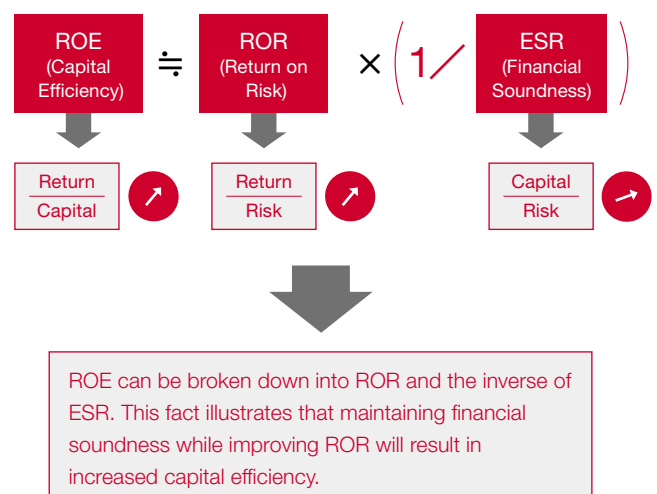 ROE
(Capital
Efficiency)
≒
ROR
(Return on
Risk)
× (1/
ESR
(Financial
Soundness)
)
Return
Capital
Return
Risk
Capital
Risk
ROE can be broken down into ROR and the inverse of
ESR. This fact illustrates that maintaining financial
soundness while improving ROR will result in
increased capital efficiency.